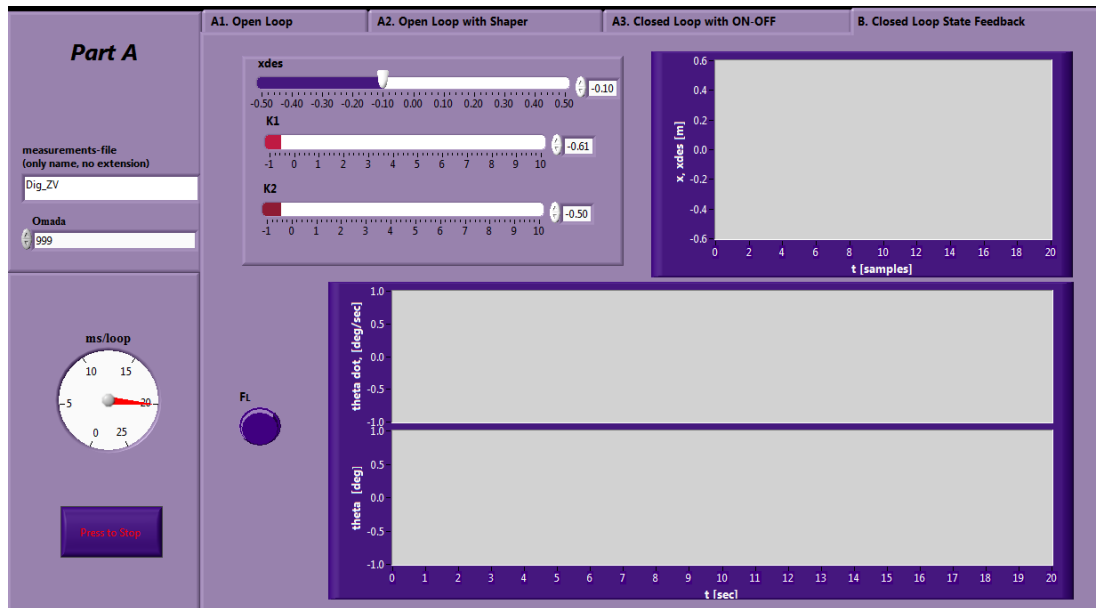 A1. Open Loop
A2. Open Loop with Shaper
A3. Closed Loop with ON-OFF
B. Closed Loop State Feedback
Part A
measurements-file
(only name, no extension)
Dig_ZV
Omada
999
ms/loop
0 5 10 15 20 25
Press to Stop
xdes
-0.10
-0.50 -0.40 -0.30 -0.20 -0.10 0.00 0.10 0.20 0.30 0.40 0.50
K1
-0.61
-1 0 1 2 3 4 5 6 7 8 9 10
K2
-0.50
-1 0 1 2 3 4 5 6 7 8 9 10
x, xdes [m]
0.6
0.4
0.2
0.0
-0.2
-0.4
-0.6
0 2 4 6 8 10 12 14 16 18 20
t [samples]
FL
theta dot, [deg/sec]
1.0
0.5
0.0
-0.5
-1.0
theta [deg]
1.0
0.5
0.0
-0.5
-1.0
0 1 2 3 4 5 6 7 8 9 10 11 12 13 14 15 16 17 18 19 20
t [sec]